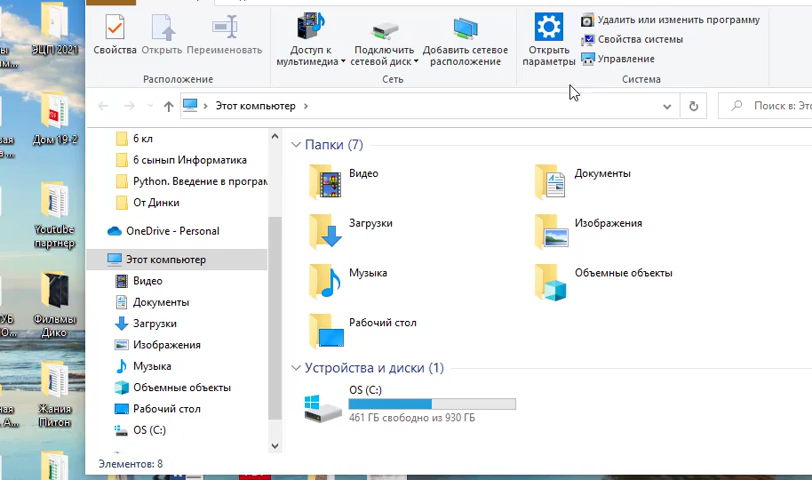 Свойства
Открыть
Переименовать
Доступ к
мультимедиа
Подключить
сетевой диск
Добавить сетевое
расположение
Открыть
параметры
Удалить или изменить программу
Свойства системы
Управление
Расположение
Сеть
Система
Этот компьютер
Поиск в: Это
6 кл
6 сынып Информатика
Python. Введение в програм
От Динки
OneDrive - Personal
Этот компьютер
Видео
Документы
Загрузки
Изображения
Музыка
Объемные объекты
Рабочий стол
OS (C:)
Папки (7)
Видео
Документы
Загрузки
Изображения
Музыка
Объемные объекты
Рабочий стол
Устройства и диски (1)
OS (C:)
461 ГБ свободно из 930 ГБ
Элементов: 8
ЭЦП 2021
Дом 19-2
Youtube
партнер
Фильмы
Дико
Жания
Питон